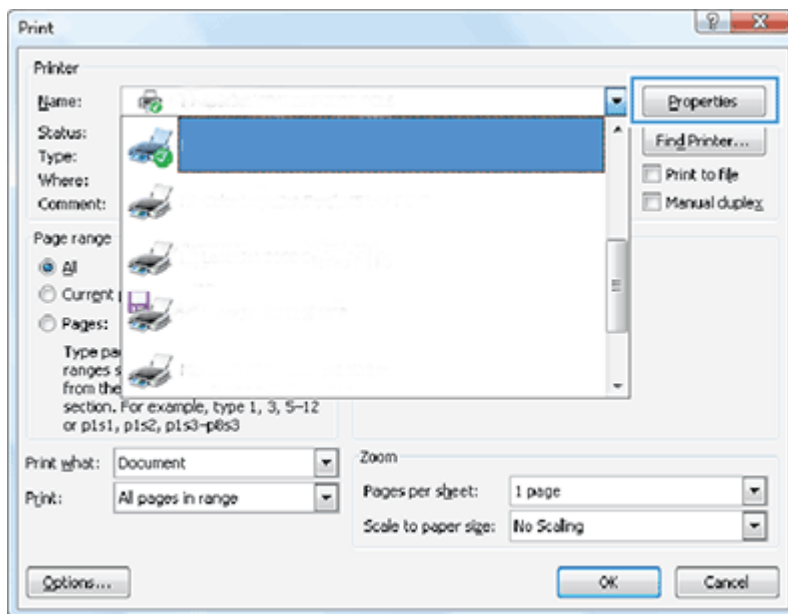 Print
Printer
Name:
Properties
Status:
Find Printer...
Type:
Print to file
Where:
Comment:
Manual duplex
Page range
All
Current
Pages:
Type pa
ranges s
from the
section. For example, type 1, 3, 5-12
or p1s1, p1s2, p1s3-p8s3
Print what: Document
Print: All pages in range
Zoom
Pages per sheet: 1 page
Scale to paper size: No Scaling
Options...
OK
Cancel